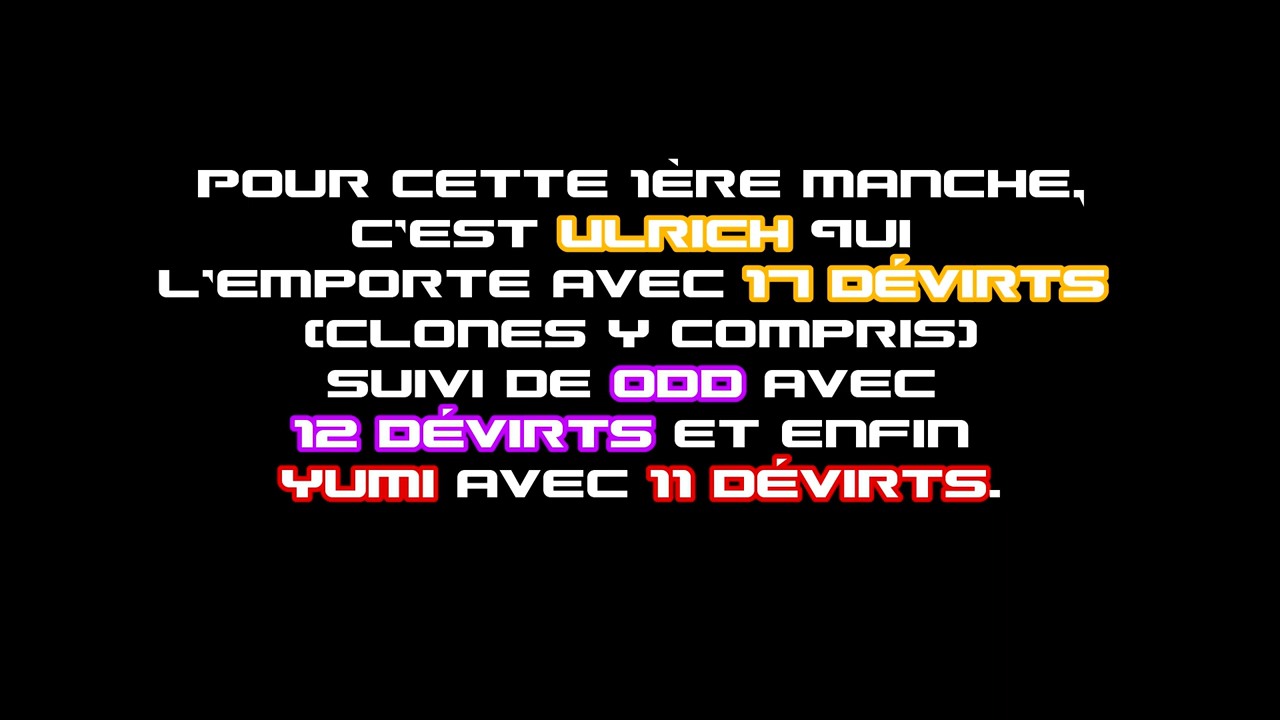 POUR CETTE 1ÈRE MANCHE,
C'EST ULRICH QUI
L'EMPORTE AVEC 17 DÉVIRTS
(CLONES Y COMPRIS)
SUIVI DE ODD AVEC
12 DÉVIRTS ET ENFIN
YUMI AVEC 11 DÉVIRTS.